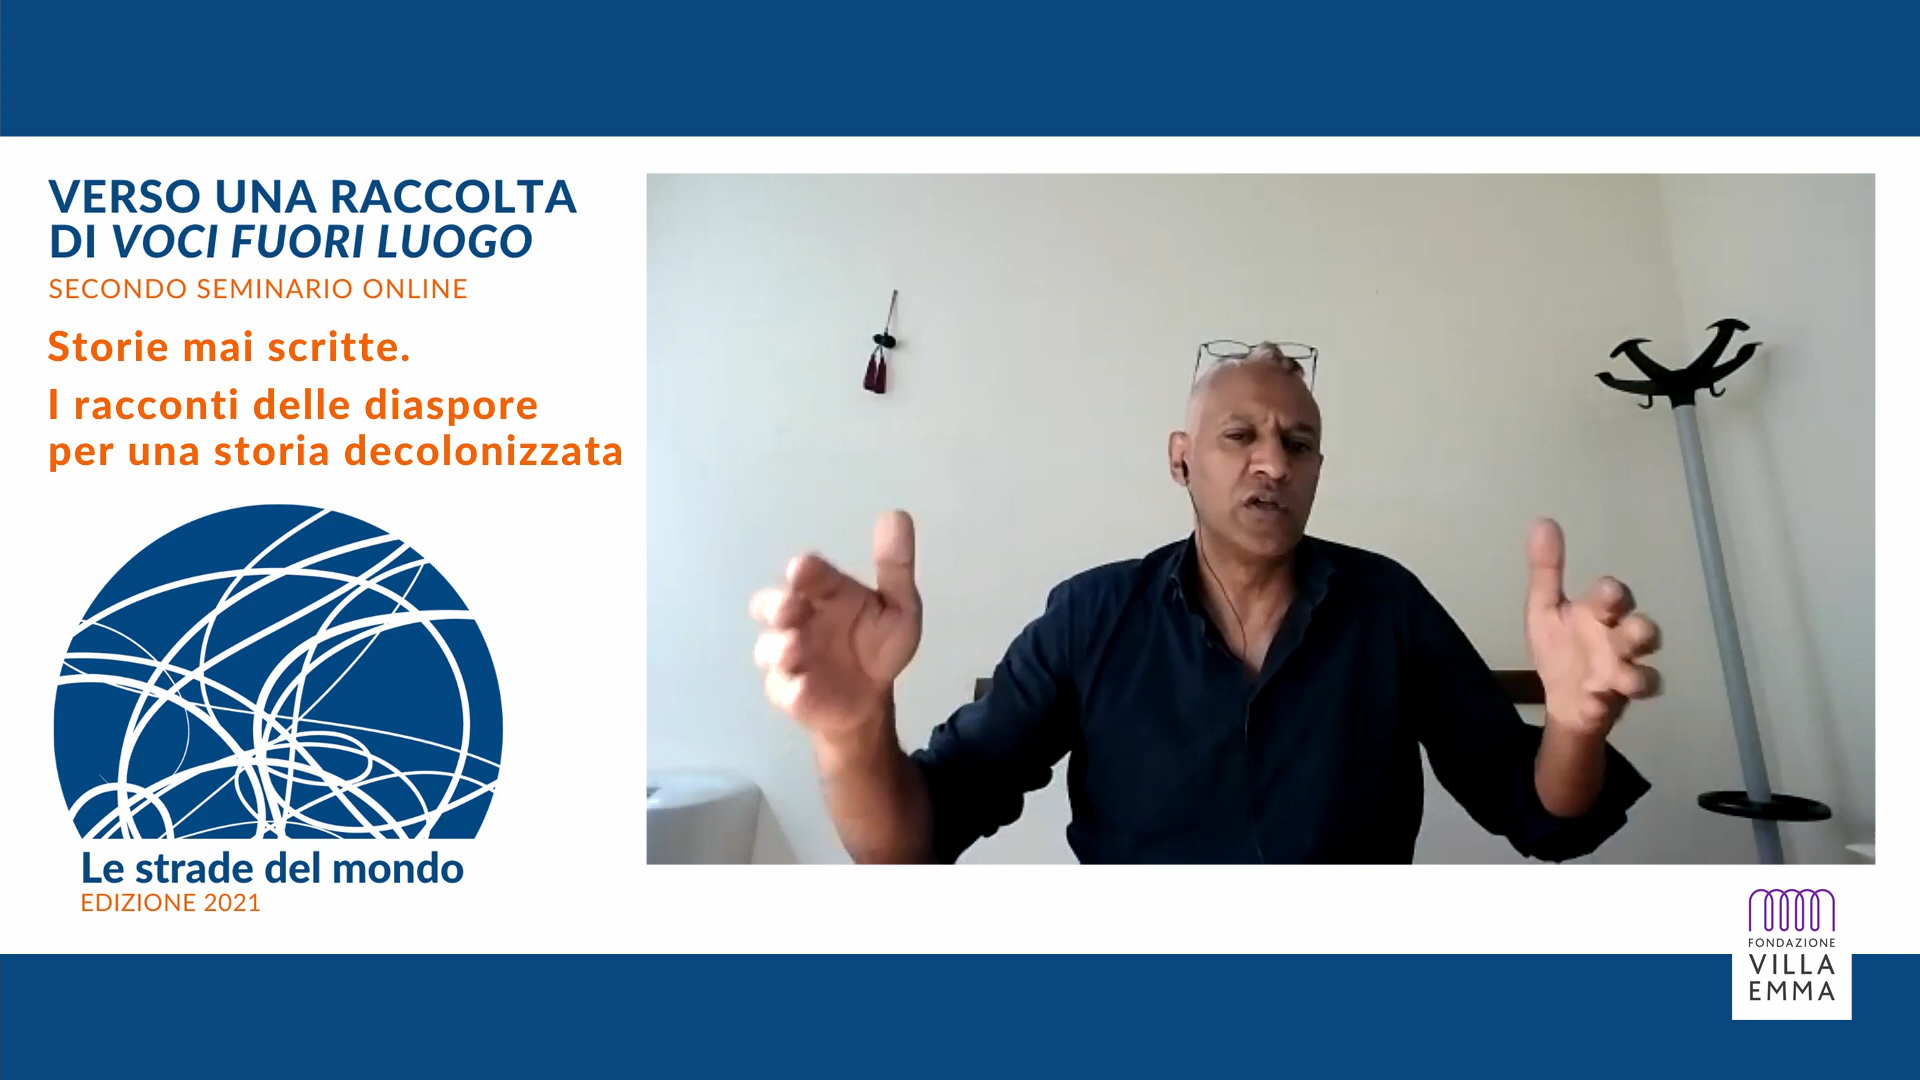 VERSO UNA RACCOLTA
DI VOCI FUORI LUOGO
SECONDO SEMINARIO ONLINE
Storie mai scritte.
I racconti delle diaspore
per una storia decolonizzata
Le strade del mondo
EDIZIONE 2021
FONDAZIONE
VILLA
EMMA